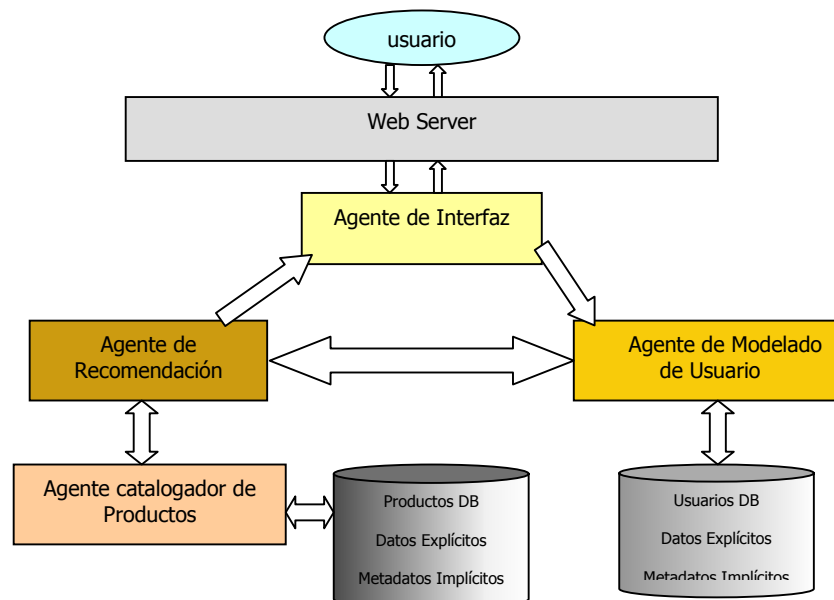 usuario
Web Server
Agente de Interfaz
Agente de
Recomendación
Agente de Modelado
de Usuario
Agente catalogador de
Productos
Productos DB
Datos Explícitos
Metadatos Implícitos
Usuarios DB
Datos Explícitos
Metadatos Implícitos